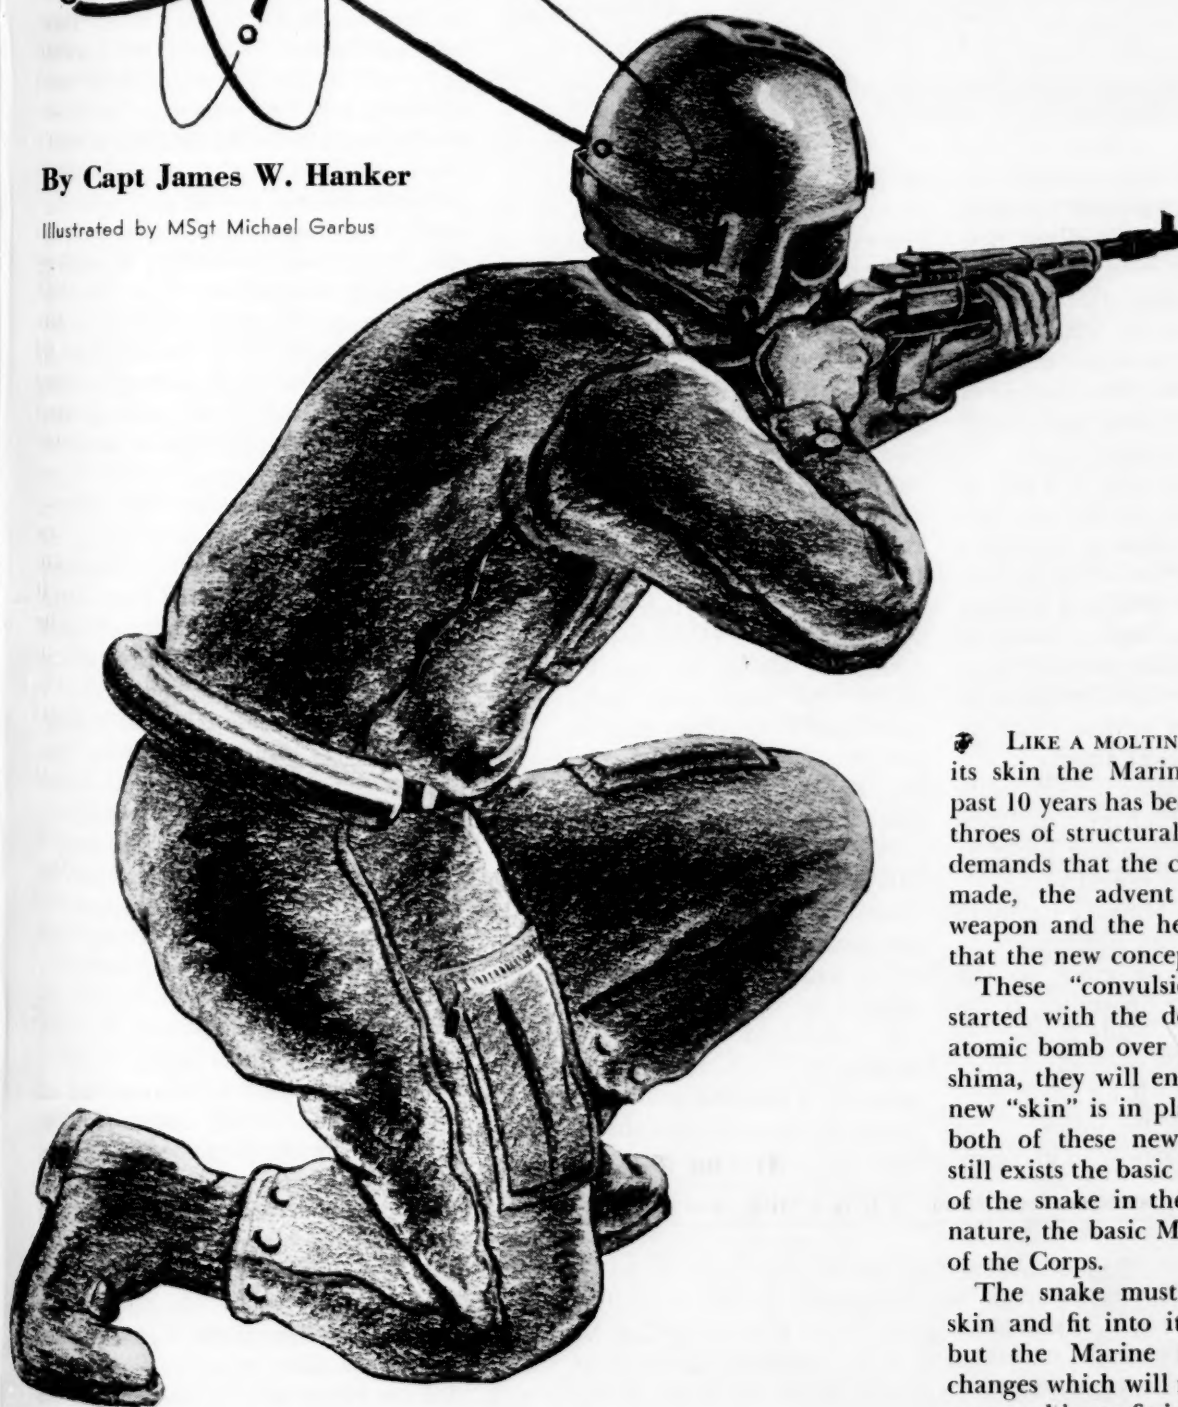 By Capt James W. Hanker
Illustrated by MSgt Michael Garbus
LIKE A MOLTIN
its skin the Marin
past 10 years has be
throes of structural
demands that the c
made, the advent
weapon and the he
that the new conce
These "convulsi
started with the d
atomic bomb over
shima, they will en
new "skin" is in pl
both of these new
still exists the basic
of the snake in the
nature, the basic M
of the Corps.
The snake must
skin and fit into i
but the Marine
changes which will